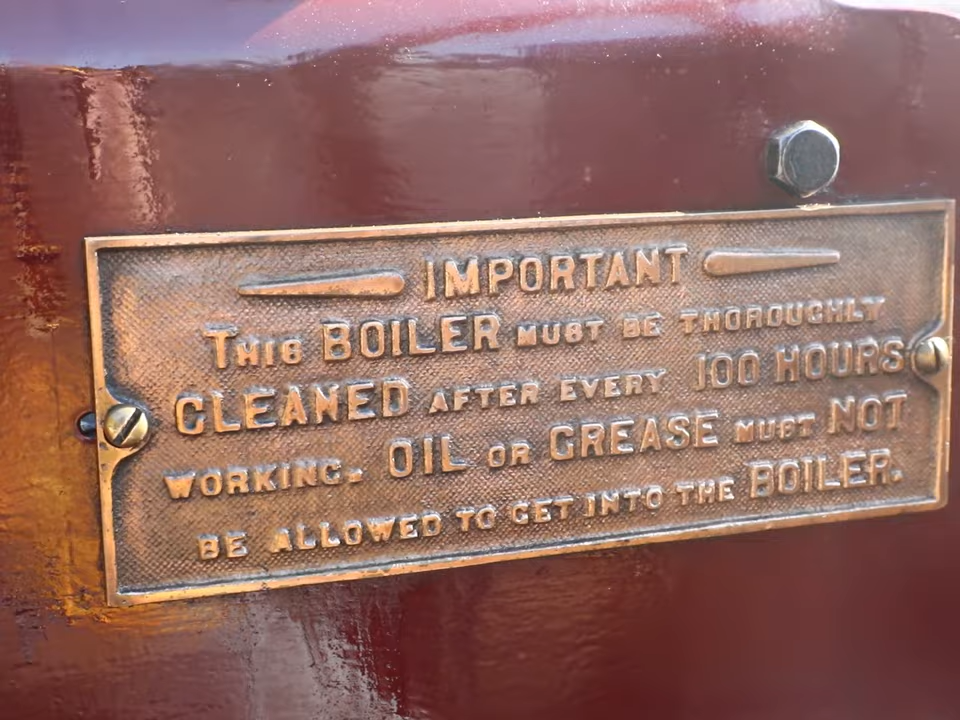 IMPORTANT
THIS BOILER MUST BE THOROUGHLY
CLEANED AFTER EVERY 100 HOURS
WORKING. OIL OR GREASE MUST NOT
BE ALLOWED TO GET INTO THE BOILER.